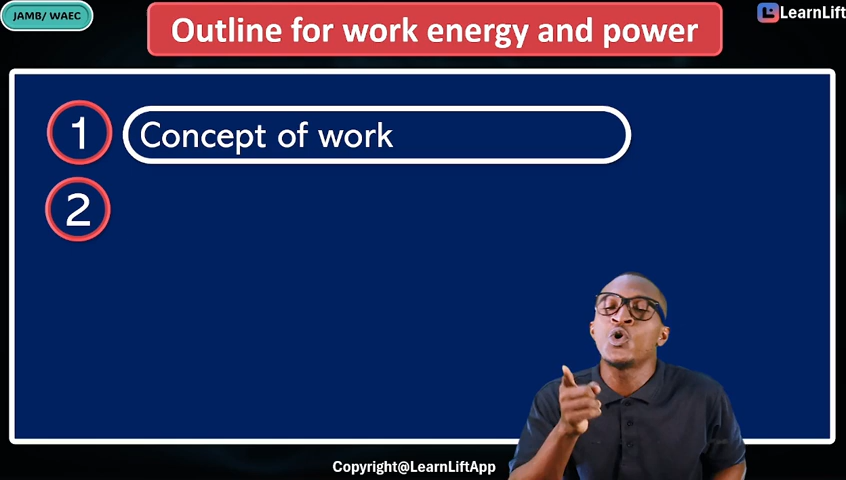 JAMB/ WAEC
Outline for work energy and power
LearnLift
1 Concept of work
2
Copyright@LearnLiftApp